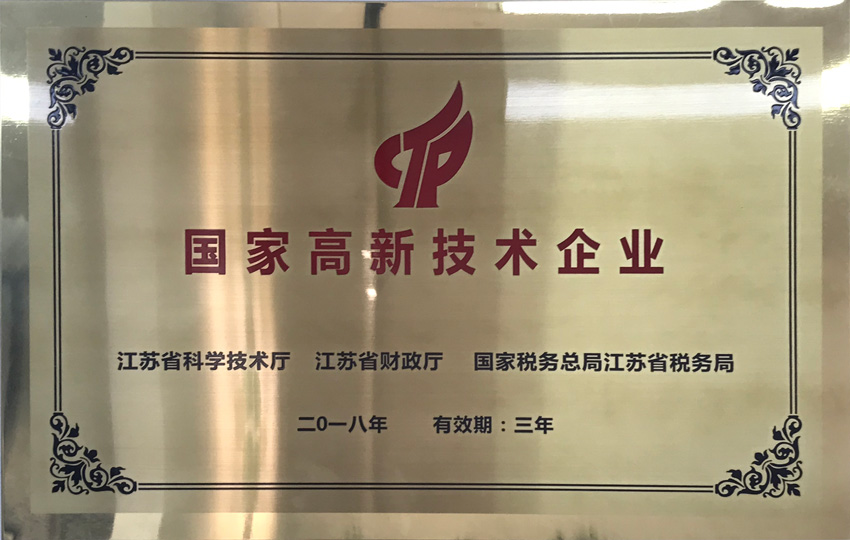 国家高新技术企业
江苏省科学技术厅 江苏省财政厅 国家税务总局江苏省税务局
二0一八年 有效期：三年